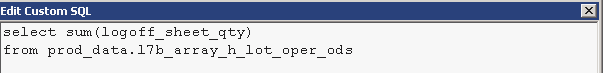 Edit Custom SQL
select sum(logoff_sheet_qty)
from prod_data.l7b_array_h_lot_oper_ods